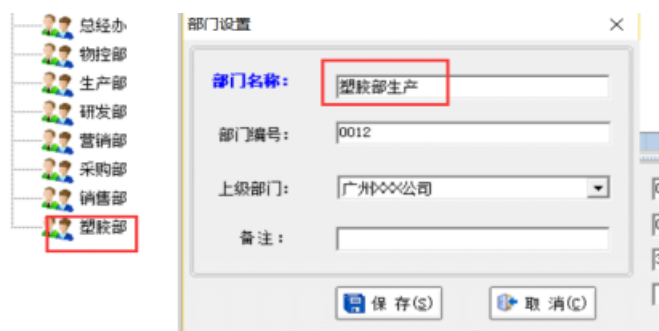 总经办
物控部
生产部
研发部
营销部
采购部
销售部
塑胶部
部门设置
部门名称：
塑胶部生产
部门编号：
0012
上级部门：
广州XXX公司
备注：
保 存(S)
取 消(C)